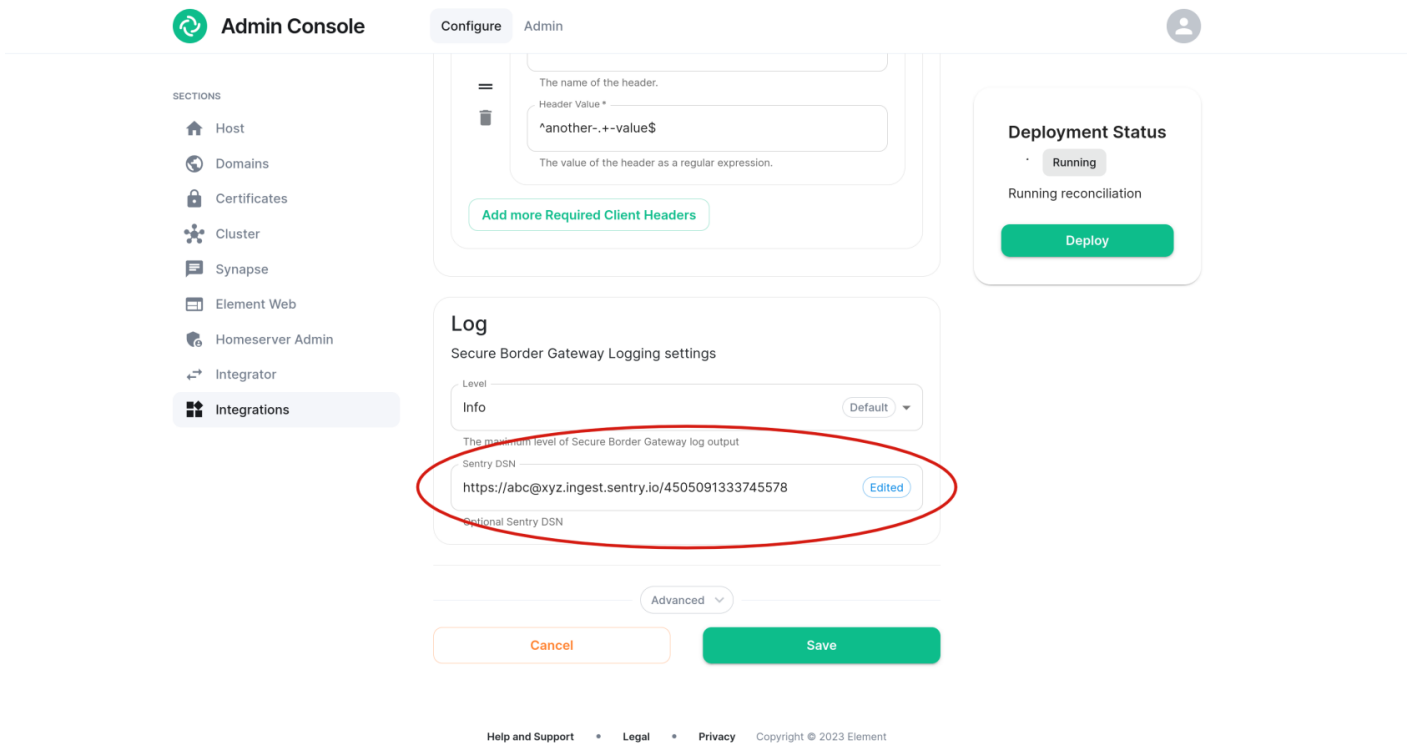 Admin Console
Configure
Admin
SECTIONS
Host
Domains
Certificates
Cluster
Synapse
Element Web
Homeserver Admin
Integrator
Integrations
The name of the header.
Header Value *
^another-.+-value$
The value of the header as a regular expression.
Add more Required Client Headers
Log
Secure Border Gateway Logging settings
Level
Info
Default
The maximum level of Secure Border Gateway log output
Sentry DSN
https://abc@xyz.ingest.sentry.io/4505091333745578
Edited
Optional Sentry DSN
Advanced
Cancel
Save
Deployment Status
Running
Running reconciliation
Deploy
Help and Support • Legal • Privacy Copyright © 2023 Element